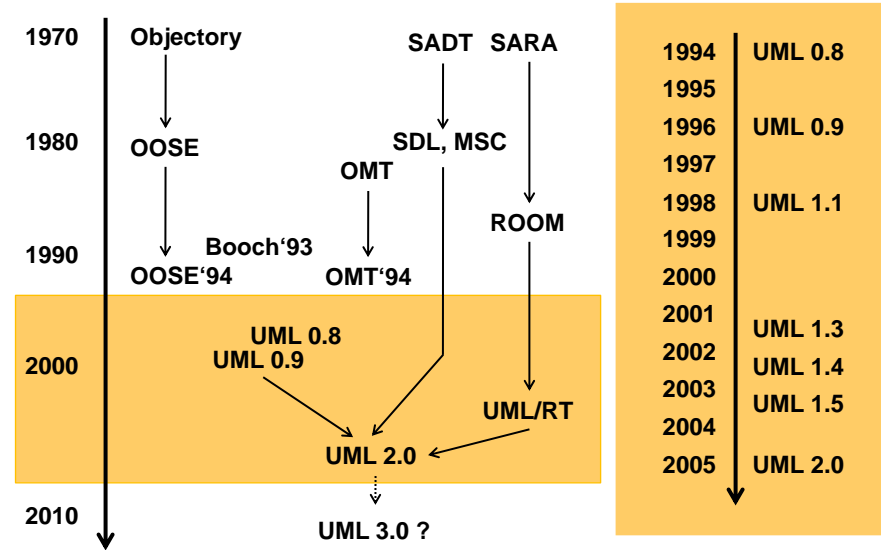 1970 Objectory SADT SARA
1980 OOSE SDL, MSC
OMT
ROOM
1990 Booch‘93
OOSE‘94 OMT‘94
UML 0.8
2000 UML 0.9
UML/RT
UML 2.0
2010 UML 3.0 ?
1994 UML 0.8
1995
1996 UML 0.9
1997
1998 UML 1.1
1999
2000
2001
UML 1.3
2002
UML 1.4
2003
UML 1.5
2004
2005 UML 2.0